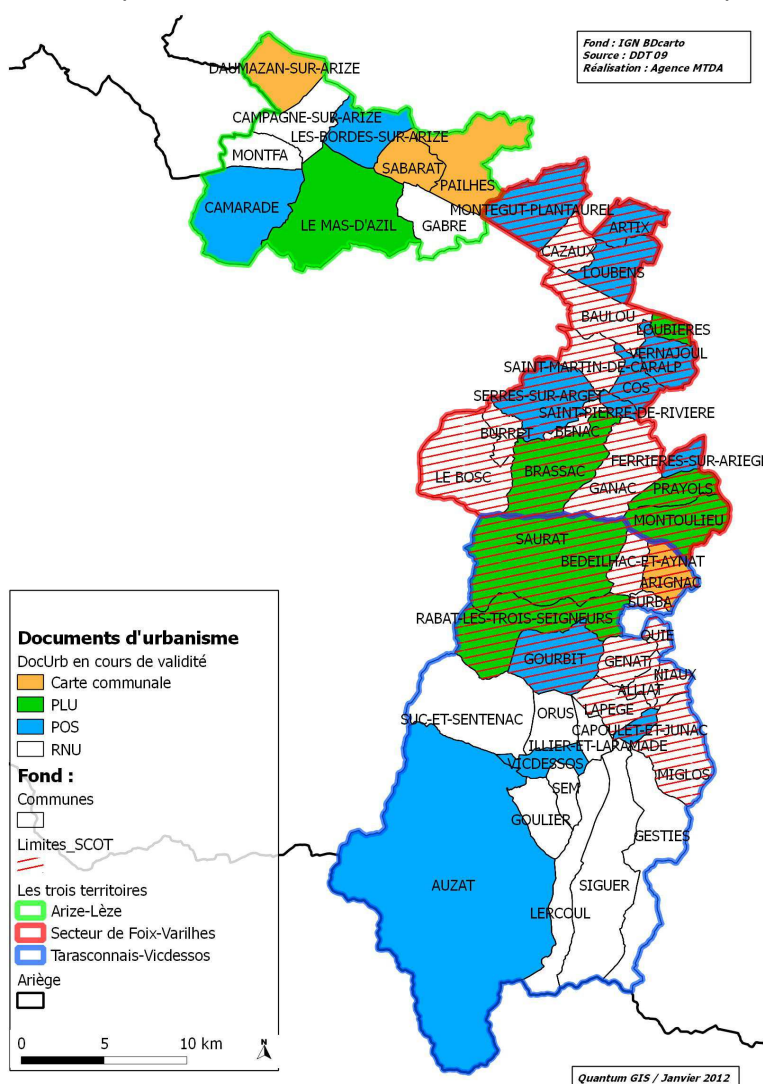 Fond : IGN BDcarto
Source : DDT 09
Réalisation : Agence MTDA
DAUMAZAN-SUR-ARIZE
CAMPAGNE-SUR-ARIZE
LES-BORDES-SUR-ARIZE
MONTFA
SABARAT
PAILHES
CAMARADE
LE MAS-D'AZIL
GABRE
MONTEGUT-PLANTAUREL
ARTIX
CAZAUX
LOUBENS
BAULOU
LOUBIERES
VERNAJOUL
SAINT-MARTIN-DE-CARALP
COS
SERRES-SUR-ARGET
SAINT-PIERRE-DE-RIVIERE
BURRET
BENAC
FERRIERES-SUR-ARIEGE
LE BOSC
BRASSAC
GANAC
PRAYOLS
MONTOULIEU
SAURAT
BEDEILHAC-ET-AYNAT
ARIGNAC
SURBA
RABAT-LES-TROIS-SEIGNEURS
QUIE
GOURBIT
GENAT
NIAUX
ALLIAT
LAPEGE
SUC-ET-SENTENAC
ORUS
CAPOULET-ET-JUNAC
ILLIER-ET-LARAMADE
VICDESSOS
MIGLOS
SEM
GOULIER
GESTIES
AUZAT
SIGUER
LERCOUL
Documents d'urbanisme
DocUrb en cours de validité
Carte communale
PLU
POS
RNU
Fond :
Communes
Limites_SCOT
Les trois territoires
Arize-Lèze
Secteur de Foix-Varilhes
Tarasconnais-Vicdessos
Ariège
0 5 10 km
N
Quantum GIS / Janvier 2012